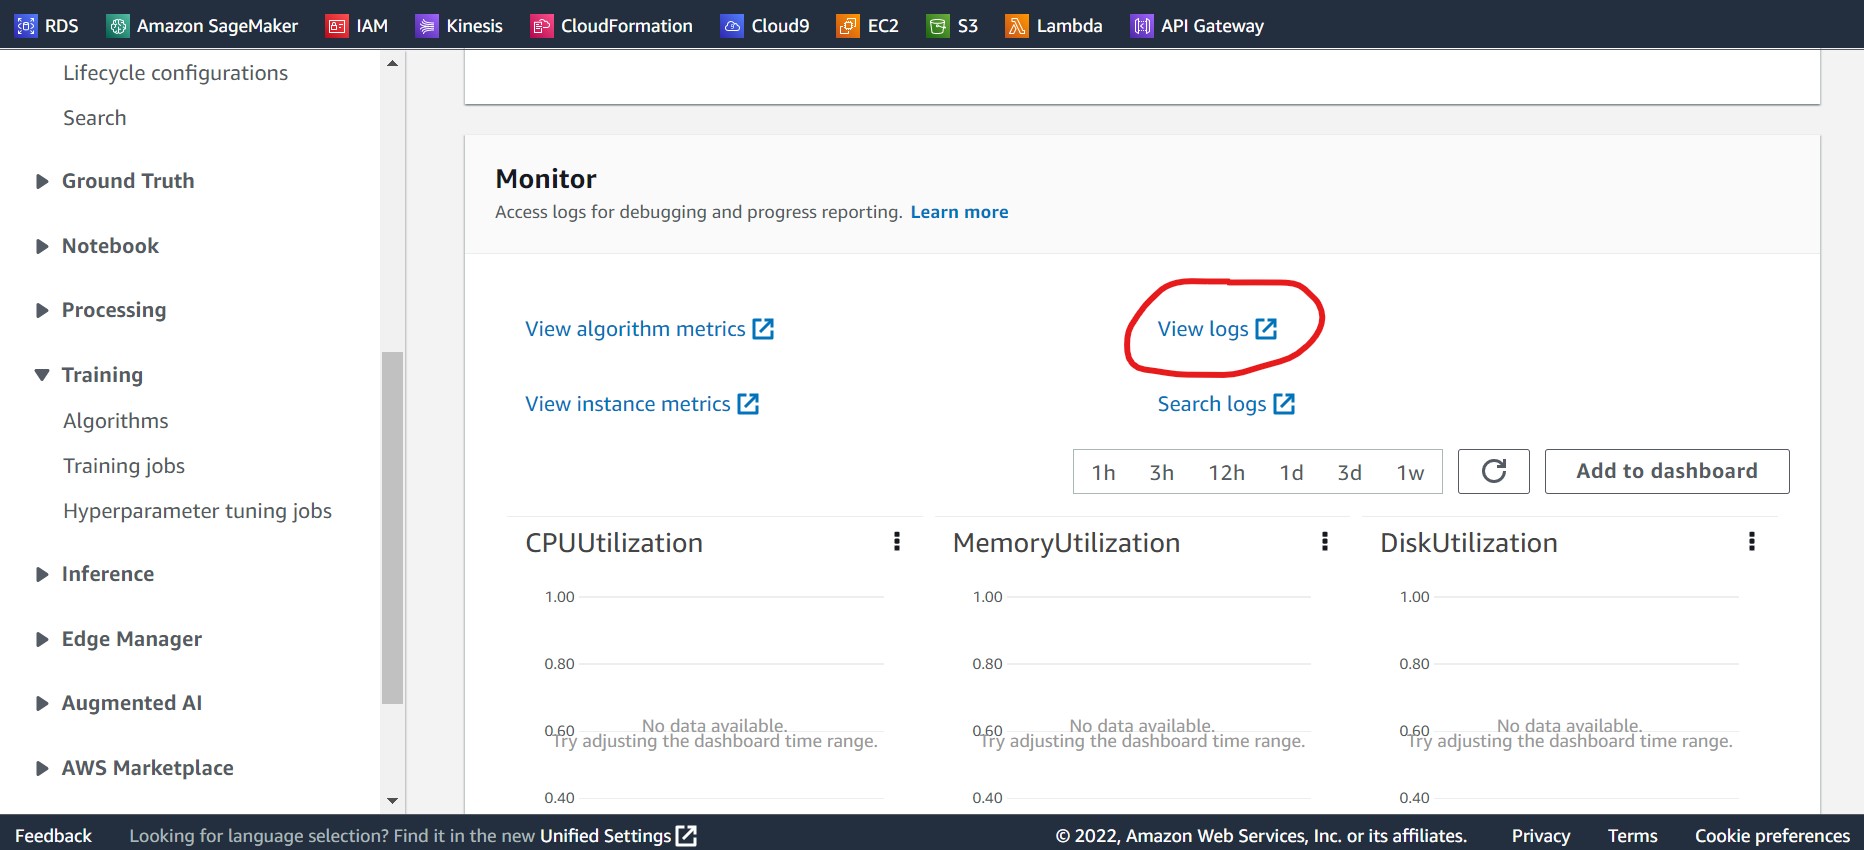 RDS Amazon SageMaker IAM Kinesis CloudFormation Cloud9 EC2 S3 Lambda API Gateway
Lifecycle configurations
Search
Ground Truth
Notebook
Processing
Training
Algorithms
Training jobs
Hyperparameter tuning jobs
Inference
Edge Manager
Augmented AI
AWS Marketplace
Monitor
Access logs for debugging and progress reporting. Learn more
View algorithm metrics View logs
View instance metrics Search logs
1h 3h 12h 1d 3d 1w Add to dashboard
CPUUtilization
1.00
0.80
0.60
No data available.
Try adjusting the dashboard time range.
0.40
MemoryUtilization
1.00
0.80
0.60
No data available.
Try adjusting the dashboard time range.
0.40
DiskUtilization
1.00
0.80
0.60
No data available.
Try adjusting the dashboard time range.
0.40
Feedback Looking for language selection? Find it in the new Unified Settings © 2022, Amazon Web Services, Inc. or its affiliates. Privacy Terms Cookie preferences